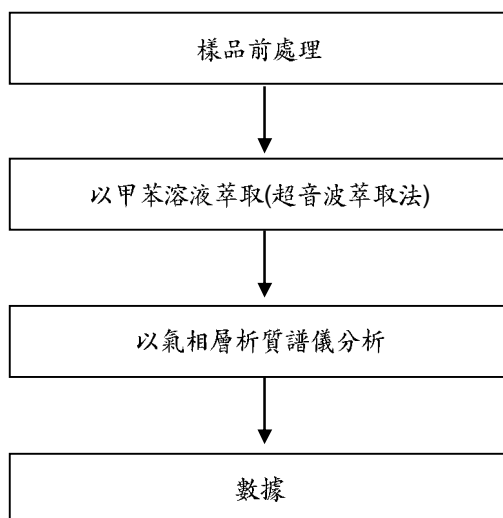 樣品前處理
以甲苯溶液萃取(超音波萃取法)
以氣相層析質譜儀分析
數據